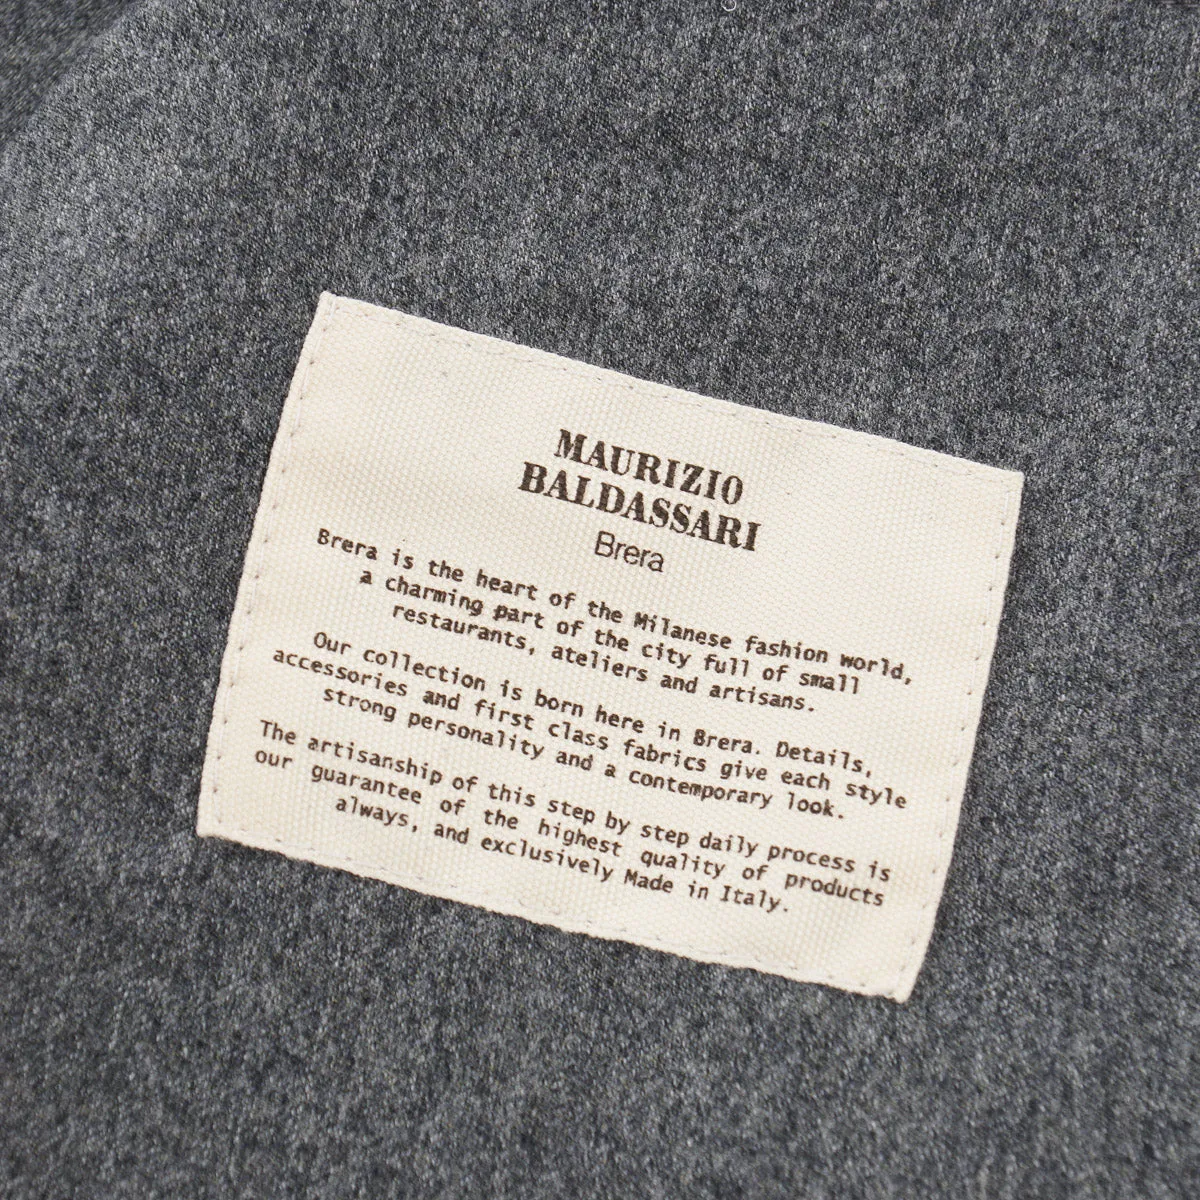 MAURIZIO
BALDASSARI
Brera
Brera is the heart of the Milanese fashion world,
a charming part of the city full of small
restaurants, ateliers and artisans.
Our collection is born here in Brera. Details,
accessories and first class fabrics give each style
strong personality and a contemporary look.
The artisanship of this step by step daily process is
our guarantee of the highest quality of products
always, and exclusively Made in Italy.